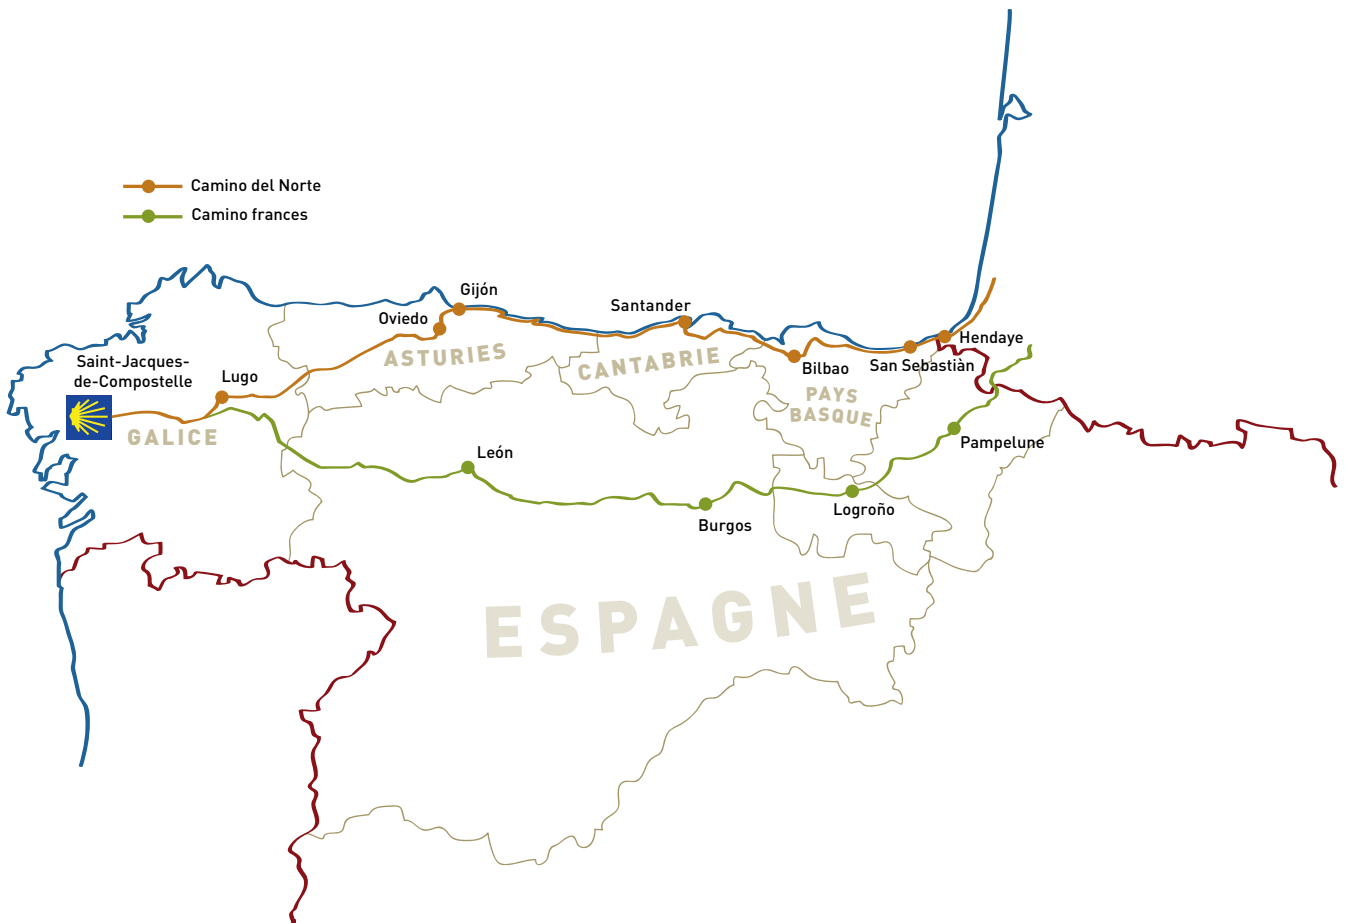 Camino del Norte
Camino frances
Gijón
Oviedo
Santander
Hendaye
San Sebastiàn
Bilbao
ASTURIES
CANTABRIE
PAYS
BASQUE
Saint-Jacques-
de-Compostelle
Lugo
GALICE
León
Pampelune
Logroño
Burgos
ESPAGNE